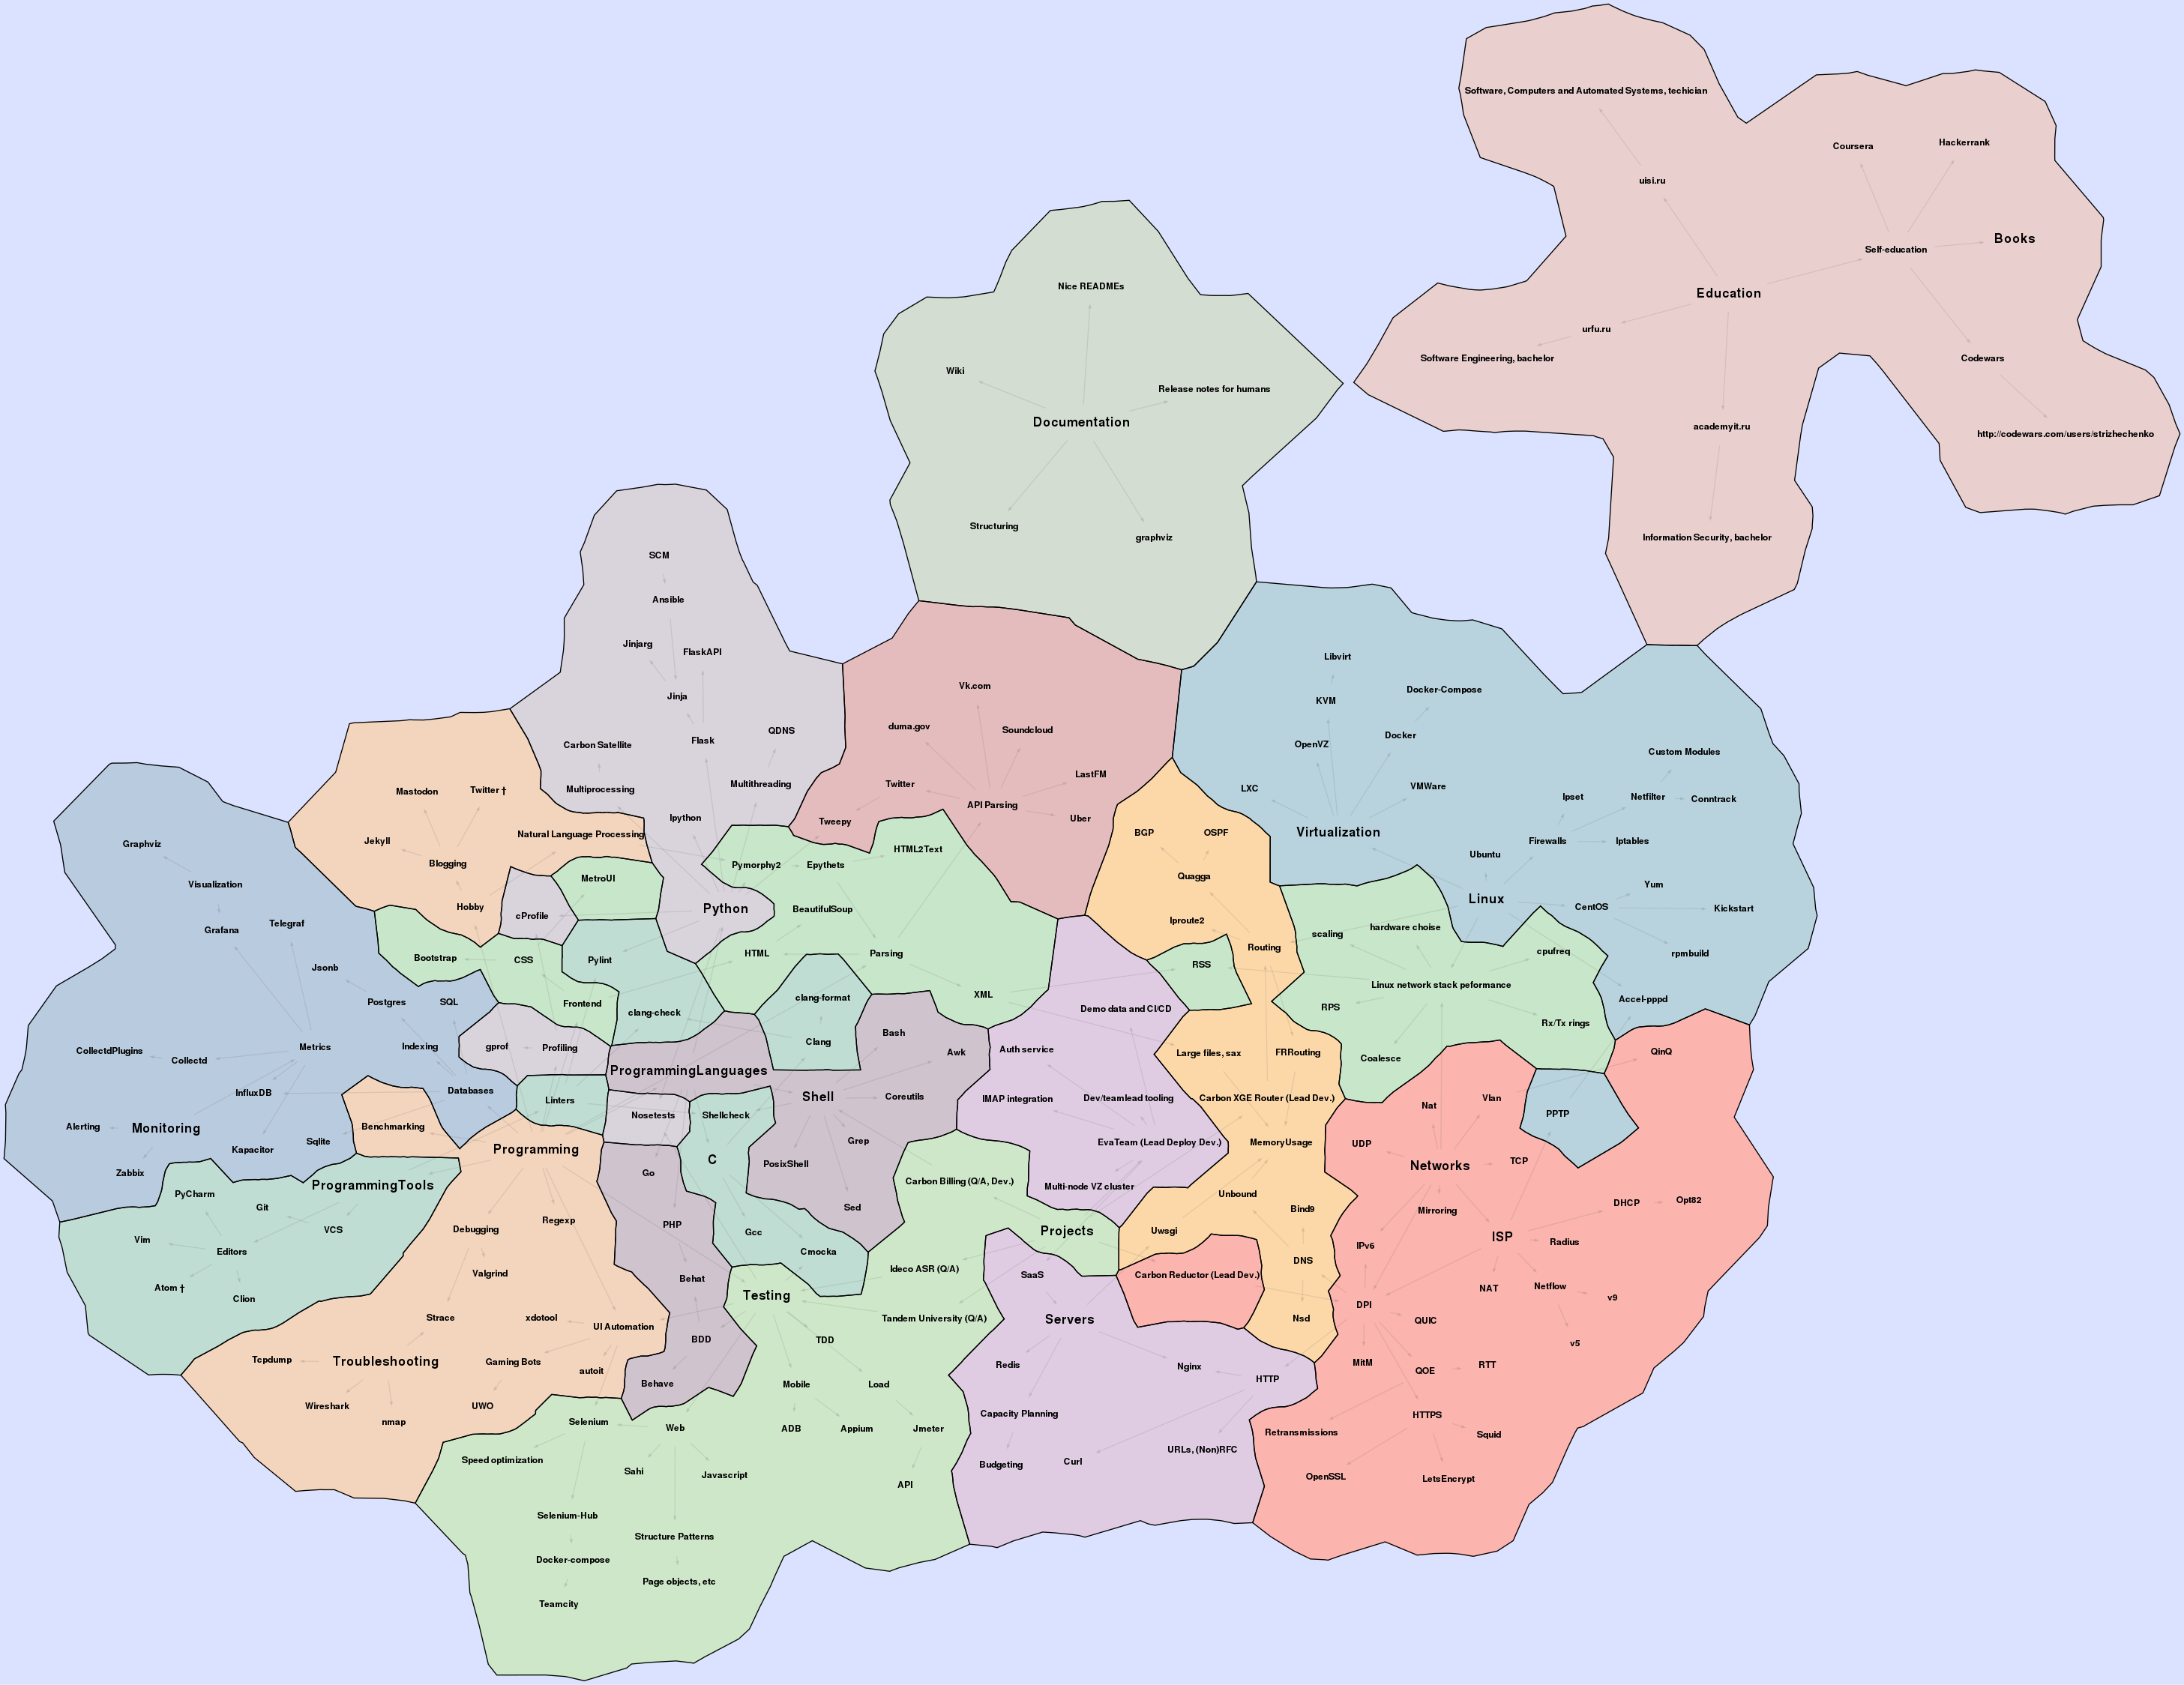 Software, Computers and Automated Systems, techician
Coursera
Hackerrank
uisi.ru
Books
Self-education
Education
urfu.ru
Software Engineering, bachelor
Codewars
academyit.ru
http://codewars.com/users/strizhechenko
Information Security, bachelor
Nice READMEs
Wiki
Release notes for humans
Documentation
Structuring
graphviz
SCM
Ansible
Jinjarg
FlaskAPI
Jinja
Flask
QDNS
Carbon Satellite
Multiprocessing
Multithreading
Ipython
Python
Vk.com
duma.gov
Soundcloud
LastFM
Twitter
API Parsing
Uber
Tweepy
Libvirt
KVM
Docker-Compose
OpenVZ
Docker
LXC
VMWare
Virtualization
Custom Modules
Ipset
Netfilter
Conntrack
Firewalls
Iptables
Ubuntu
Yum
Linux
CentOS
Kickstart
rpmbuild
Accel-pppd
Mastodon
Twitter †
Natural Language Processing
Jekyll
Blogging
Hobby
Graphviz
Visualization
Telegraf
Grafana
Jsonb
Postgres
SQL
Indexing
Metrics
CollectdPlugins
Collectd
InfluxDB
Databases
Alerting
Monitoring
Kapacitor
Sqlite
Zabbix
Benchmarking
MetroUI
cProfile
Bootstrap
CSS
Pylint
Frontend
clang-check
gprof
Profiling
Linters
Pymorphy2
Epythets
HTML2Text
BeautifulSoup
HTML
Parsing
XML
clang-format
Clang
ProgrammingLanguages
Bash
Awk
Shell
Coreutils
Nosetests
Shellcheck
Grep
PosixShell
Sed
C
Gcc
Cmocka
Go
PHP
Behat
BDD
Behave
BGP
OSPF
Quagga
Iproute2
Routing
RSS
scaling
hardware choise
cpufreq
Linux network stack peformance
RPS
Rx/Tx rings
Coalesce
Demo data and CI/CD
Auth service
IMAP integration
Dev/teamlead tooling
EvaTeam (Lead Deploy Dev.)
Multi-node VZ cluster
Large files, sax
FRRouting
Carbon XGE Router (Lead Dev.)
MemoryUsage
Unbound
Bind9
Uwsgi
DNS
Nsd
QinQ
Vlan
Nat
PPTP
UDP
TCP
Networks
DHCP
Opt82
Mirroring
ISP
Radius
IPv6
NAT
Netflow
v9
v5
DPI
QUIC
MitM
QOE
RTT
HTTPS
Retransmissions
Squid
OpenSSL
LetsEncrypt
Programming
ProgrammingTools
PyCharm
Git
VCS
Vim
Editors
Atom †
Clion
Debugging
Regexp
Valgrind
Strace
xdotool
UI Automation
Gaming Bots
autoit
UWO
Tcpdump
Troubleshooting
Wireshark
nmap
Carbon Billing (Q/A, Dev.)
Projects
Ideco ASR (Q/A)
Tandem University (Q/A)
Testing
TDD
Mobile
Load
ADB
Appium
Jmeter
API
Selenium
Web
Speed optimization
Sahi
Javascript
Selenium-Hub
Structure Patterns
Docker-compose
Page objects, etc
Teamcity
Carbon Reductor (Lead Dev.)
SaaS
Servers
Redis
Nginx
HTTP
Capacity Planning
URLs, (Non)RFC
Budgeting
Curl